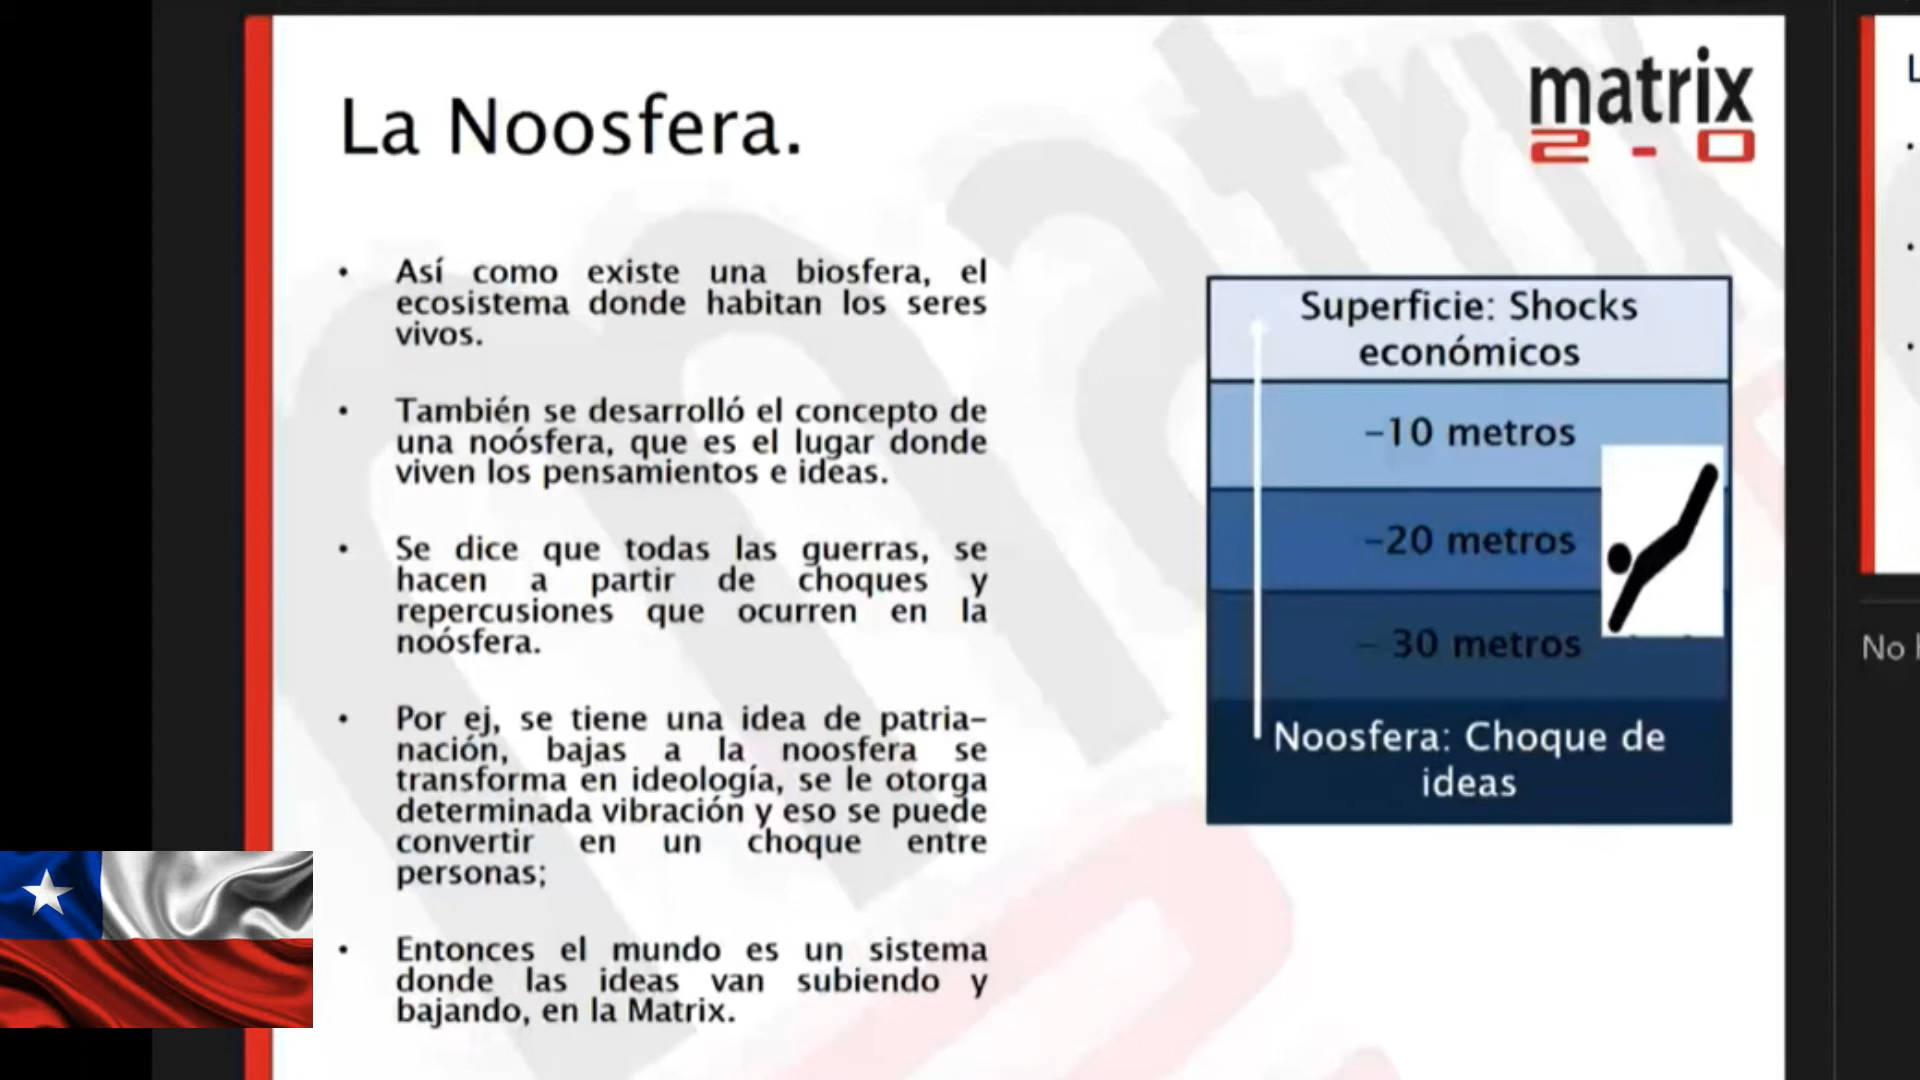 La Noosfera.
matrix
2-0
• Así como existe una biosfera, el
ecosistema donde habitan los seres
vivos.
• También se desarrolló el concepto de
una noósfera, que es el lugar donde
viven los pensamientos e ideas.
• Se dice que todas las guerras, se
hacen a partir de choques y
repercusiones que ocurren en la
noósfera.
• Por ej, se tiene una idea de patria-
nación, bajas a la noosfera se
transforma en ideología, se le otorga
determinada vibración y eso se puede
convertir en un choque entre
personas;
• Entonces el mundo es un sistema
donde las ideas van subiendo y
bajando, en la Matrix.
Superficie: Shocks
económicos
-10 metros
-20 metros
- 30 metros
Noosfera: Choque de
ideas
No